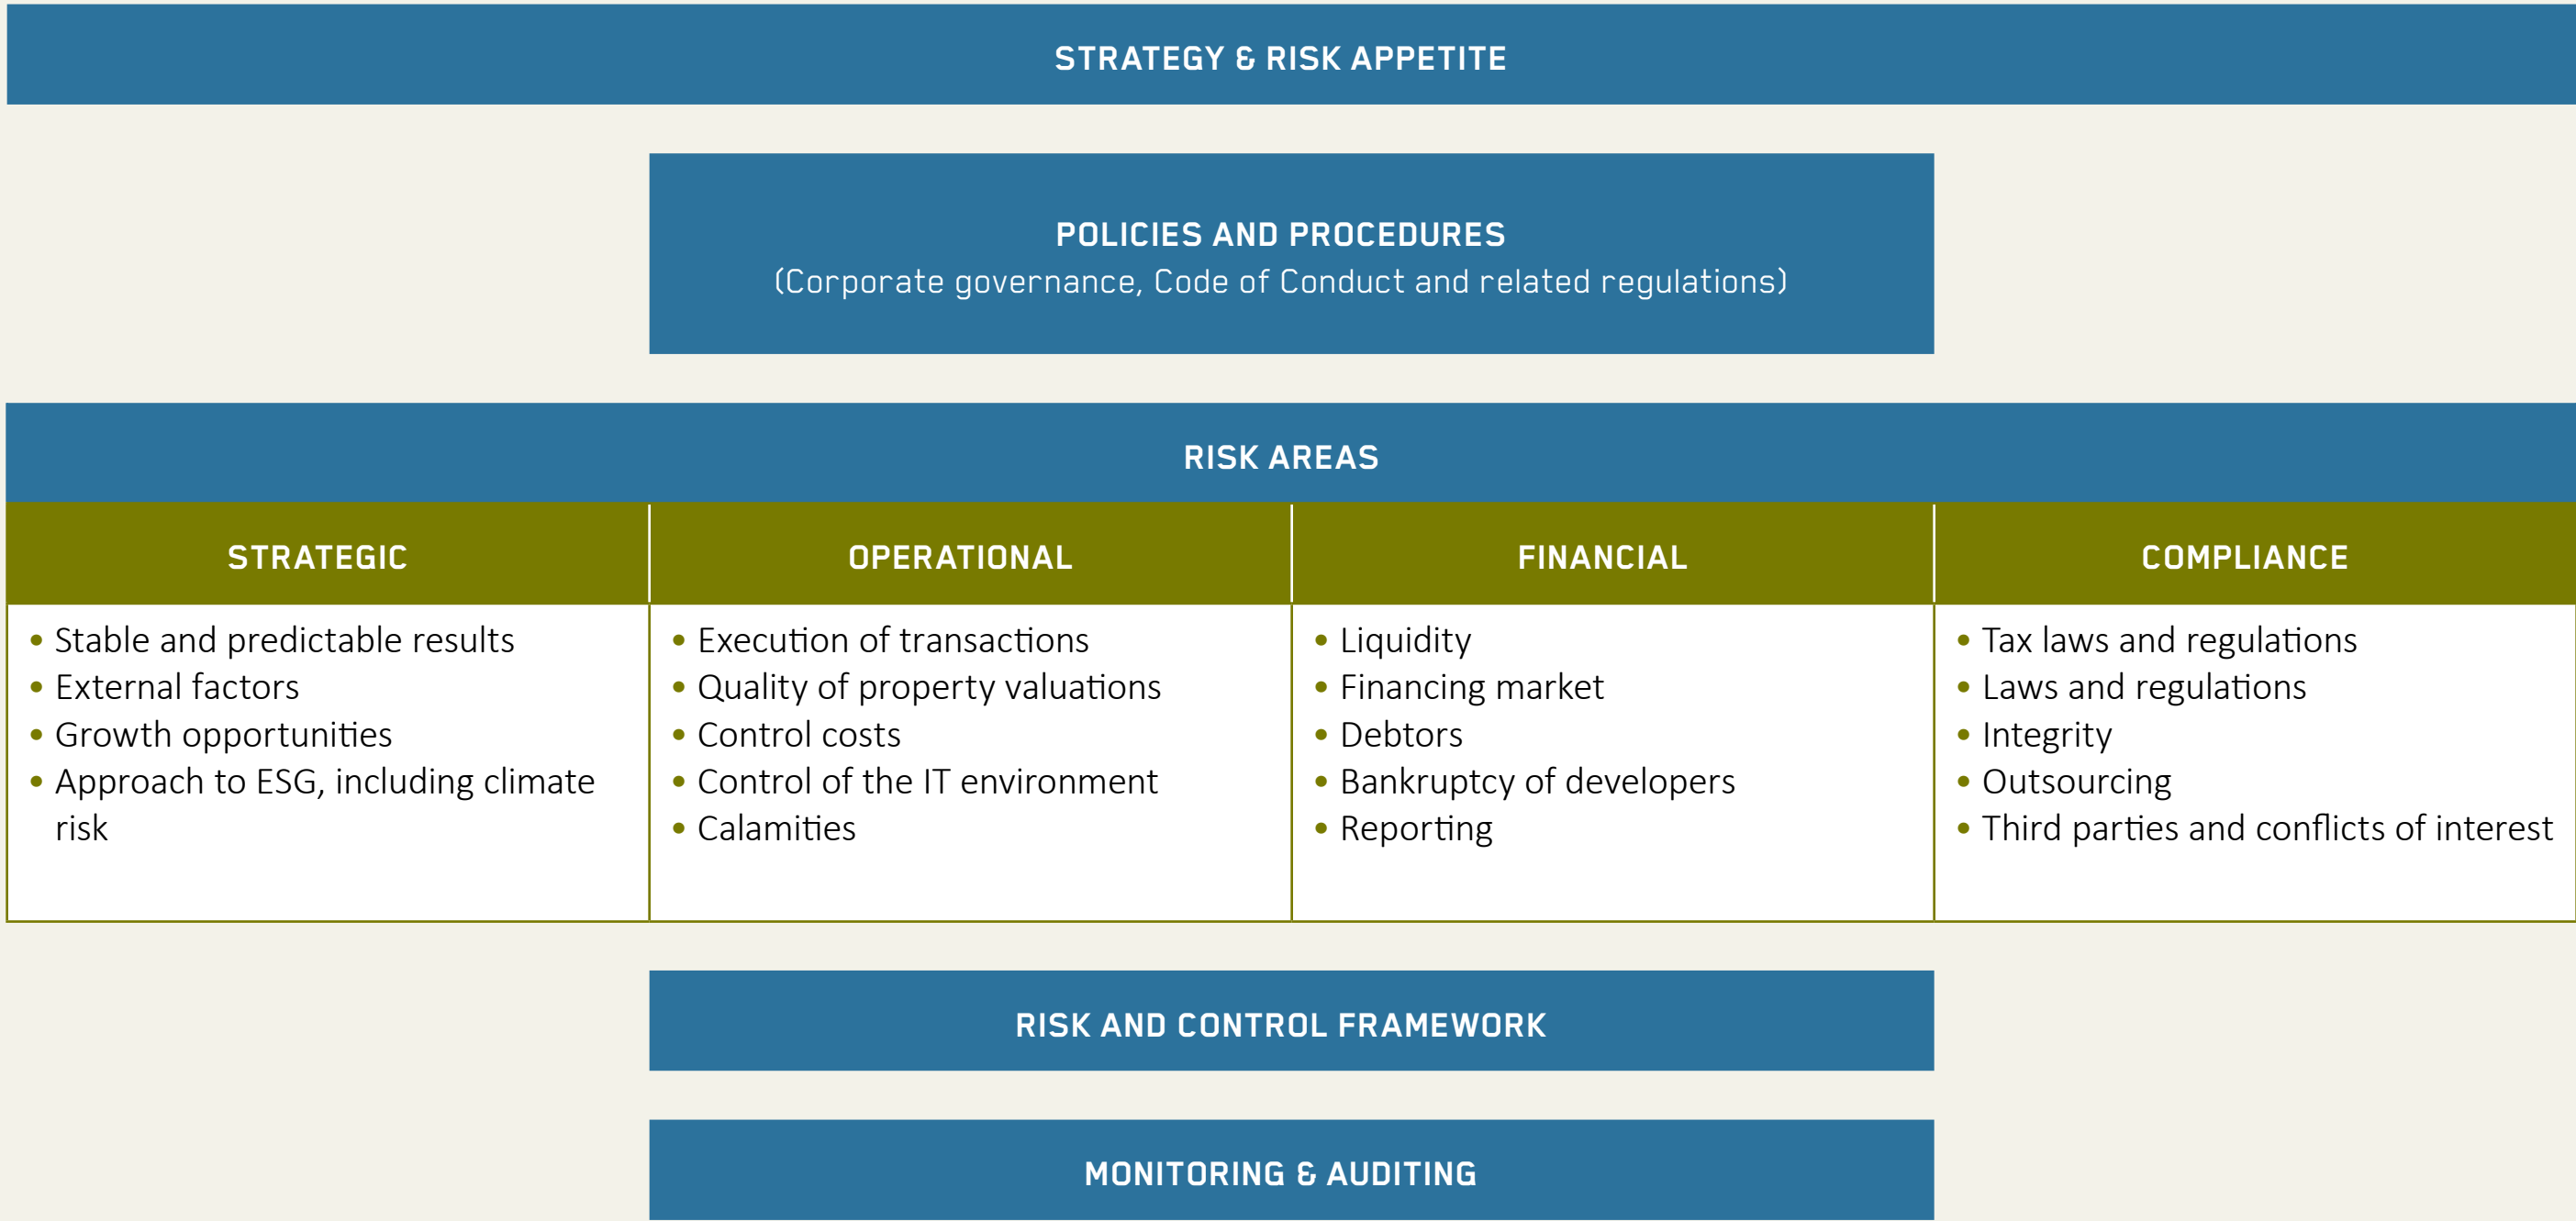 STRATEGY & RISK APPETITE
POLICIES AND PROCEDURES
(Corporate governance, Code of Conduct and related regulations)
RISK AREAS
STRATEGIC
• Stable and predictable results
• External factors
• Growth opportunities
• Approach to ESG, including climate
risk
OPERATIONAL
• Execution of transactions
• Quality of property valuations
• Control costs
• Control of the IT environment
• Calamities
FINANCIAL
• Liquidity
• Financing market
• Debtors
• Bankruptcy of developers
• Reporting
COMPLIANCE
• Tax laws and regulations
• Laws and regulations
• Integrity
• Outsourcing
• Third parties and conflicts of interest
RISK AND CONTROL FRAMEWORK
MONITORING & AUDITING